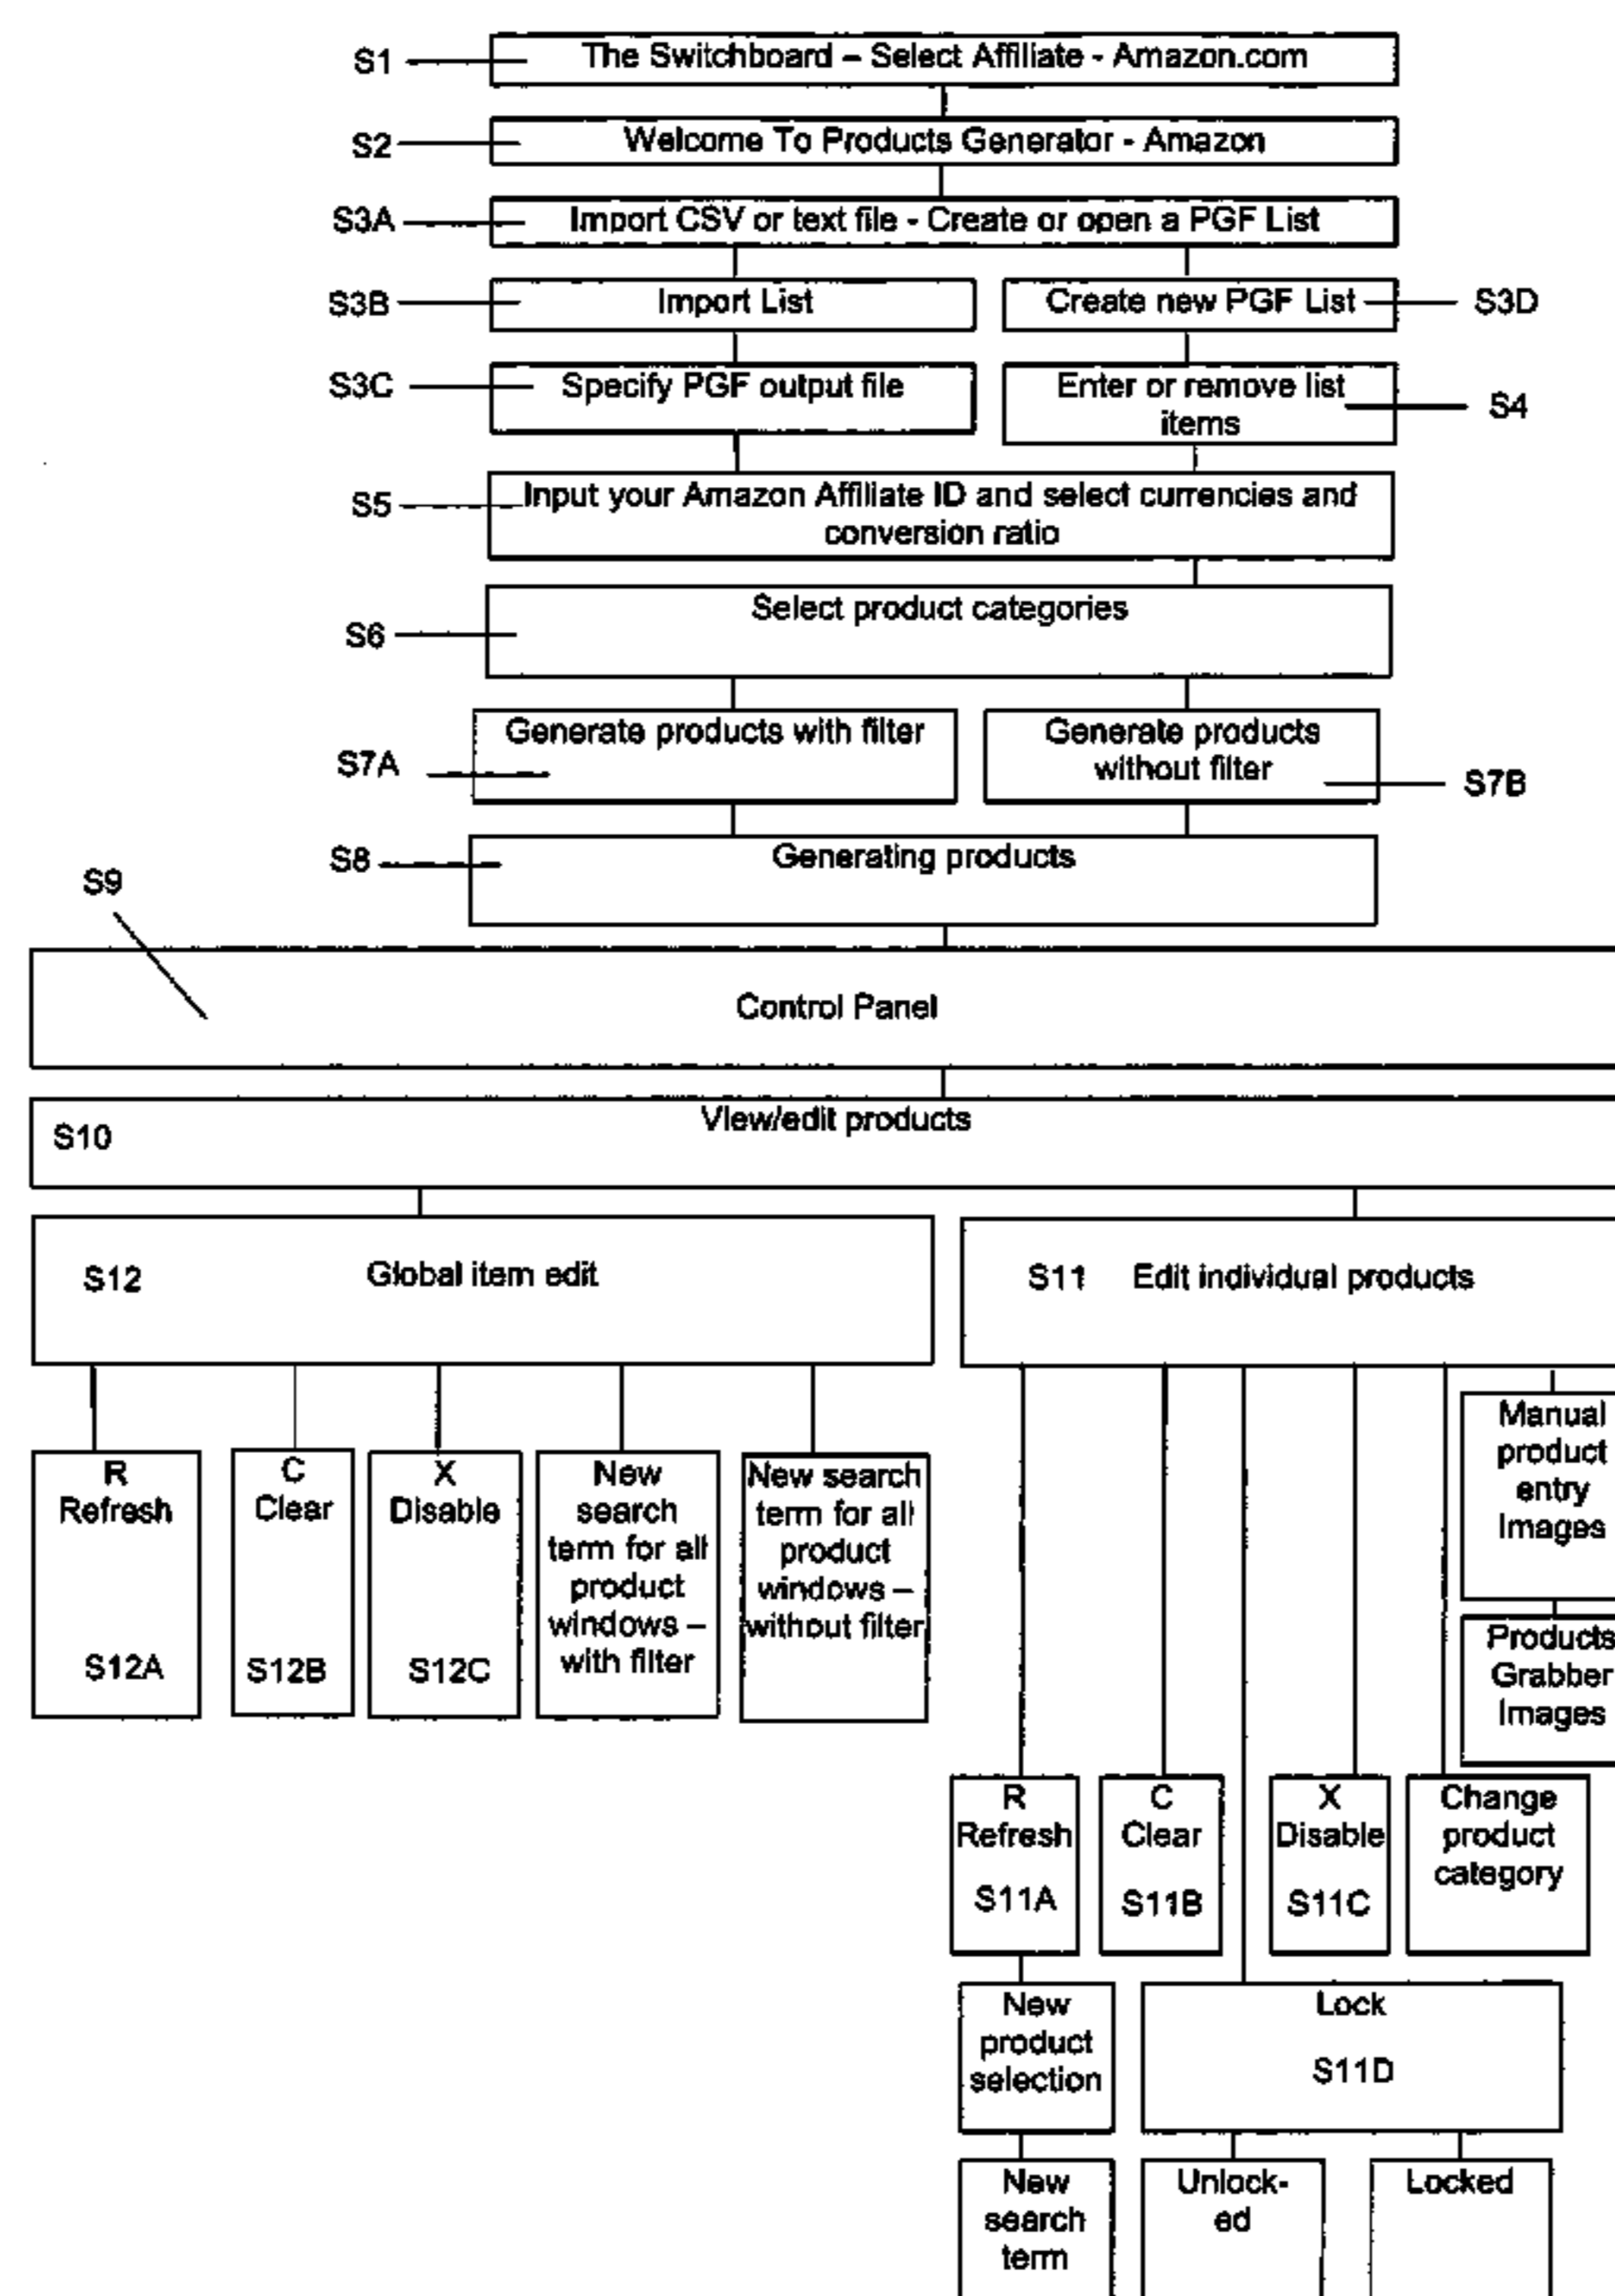 S1
The Switchboard – Select Affiliate - Amazon.com
S2
Welcome To Products Generator - Amazon
S3A
Import CSV or text file - Create or open a PGF List
S3B
Import List
Create new PGF List
S3D
S3C
Specify PGF output file
Enter or remove list
items
S4
S5
Input your Amazon Affiliate ID and select currencies and
conversion ratio
S6
Select product categories
S7A
Generate products with filter
Generate products
without filter
S7B
S8
Generating products
S9
Control Panel
S10
View/edit products
S12
Global item edit
S11
Edit individual products
R
Refresh
S12A
C
Clear
S12B
X
Disable
S12C
New
search
term for all
product
windows –
with filter
New search
term for all
product
windows –
without filter
Manual
product
entry
Images
Products
Grabber
Images
R
Refresh
S11A
C
Clear
S11B
X
Disable
S11C
Change
product
category
New
product
selection
Lock
S11D
New
search
term
Unlock-
ed
Locked